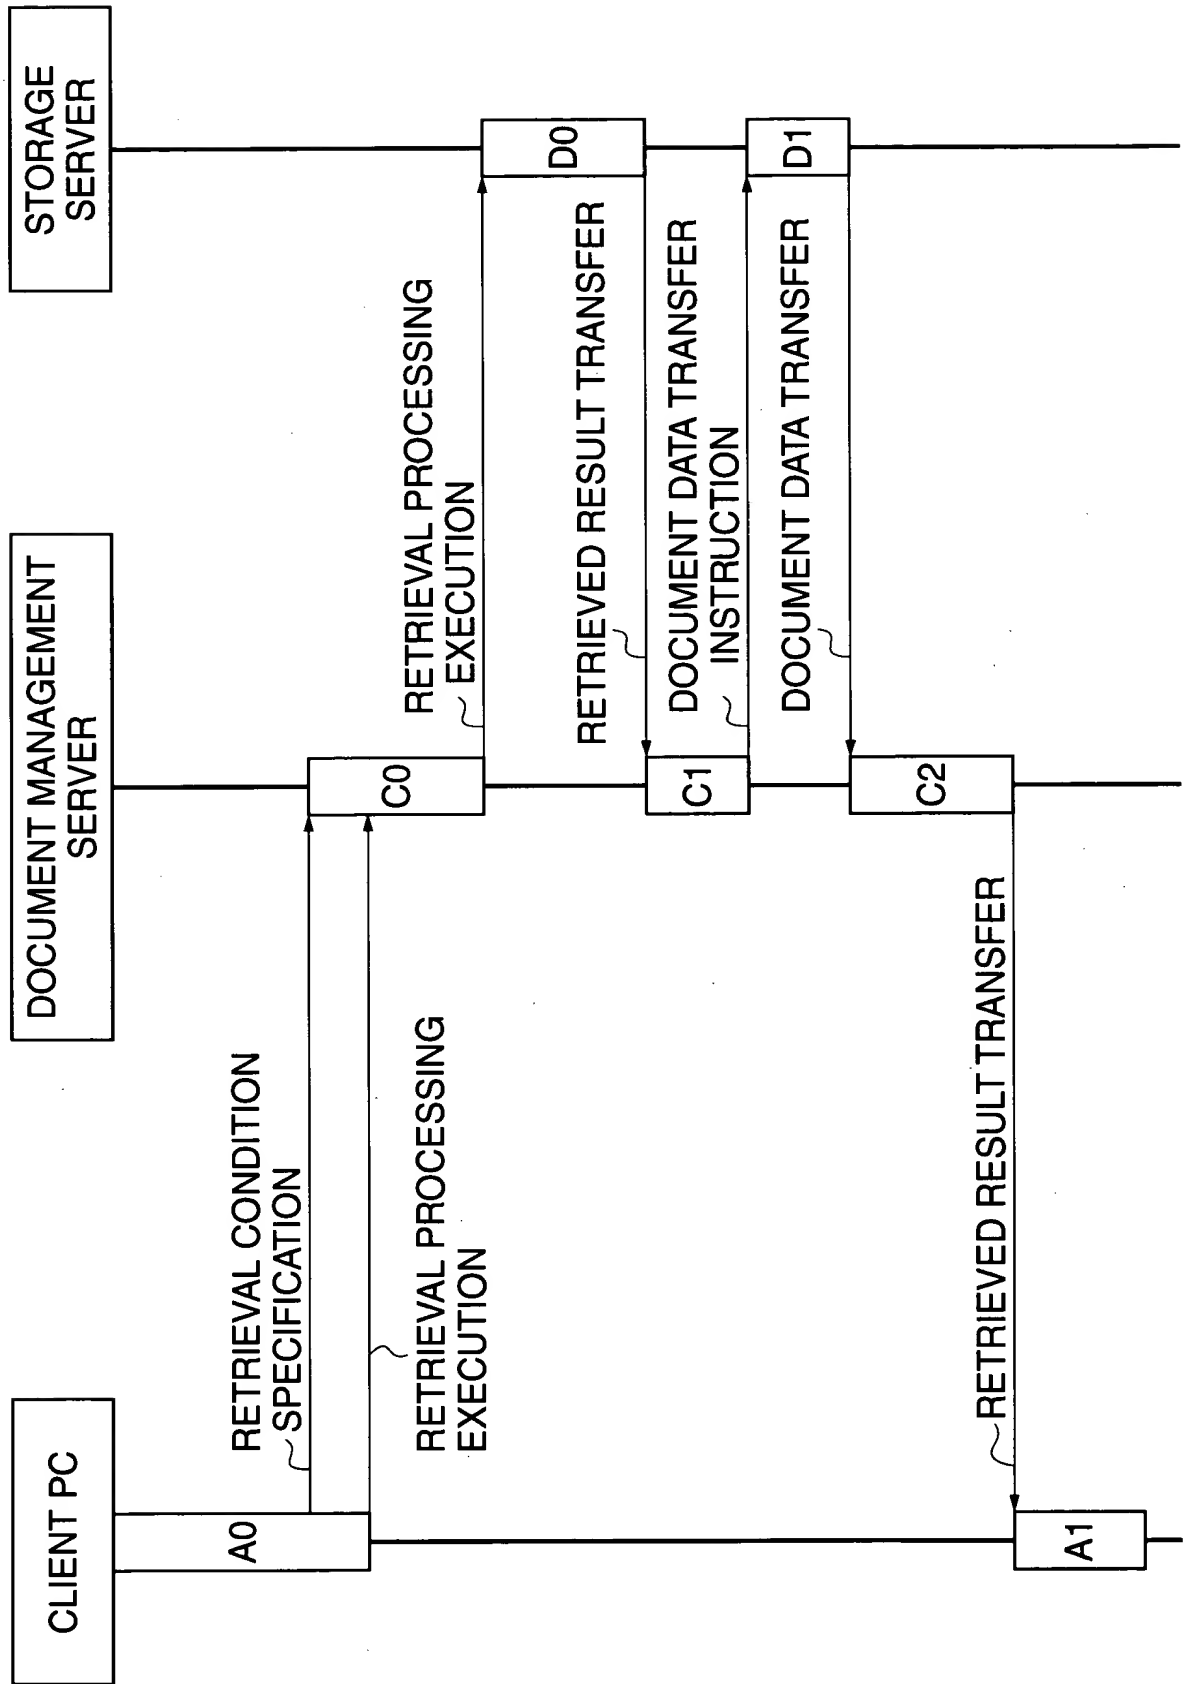 CLIENT PC
DOCUMENT MANAGEMENT
SERVER
STORAGE
SERVER
A0
RETRIEVAL CONDITION
SPECIFICATION
C0
RETRIEVAL PROCESSING
EXECUTION
RETRIEVAL PROCESSING
EXECUTION
D0
RETRIEVED RESULT TRANSFER
C1
DOCUMENT DATA TRANSFER
INSTRUCTION
D1
DOCUMENT DATA TRANSFER
C2
RETRIEVED RESULT TRANSFER
A1